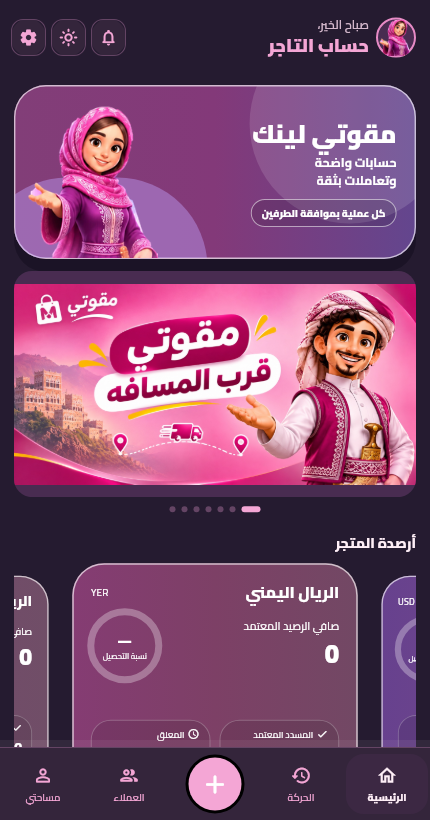 صباح الخير،
حساب التاجر
مقوتي لينك
حسابات واضحة
وتعاملات بثقة
كل عملية بموافقة الطرفين
مقوتي
مقوتي
قرب المسافه
أرصدة المتجر
الريال اليمني
YER
صافي الرصيد المعتمد
0
—
نسبة التحصيل
المسدد المعتمد
المعلق
USD
0
الرئيسية
الحركة
+
العملاء
مساحتي